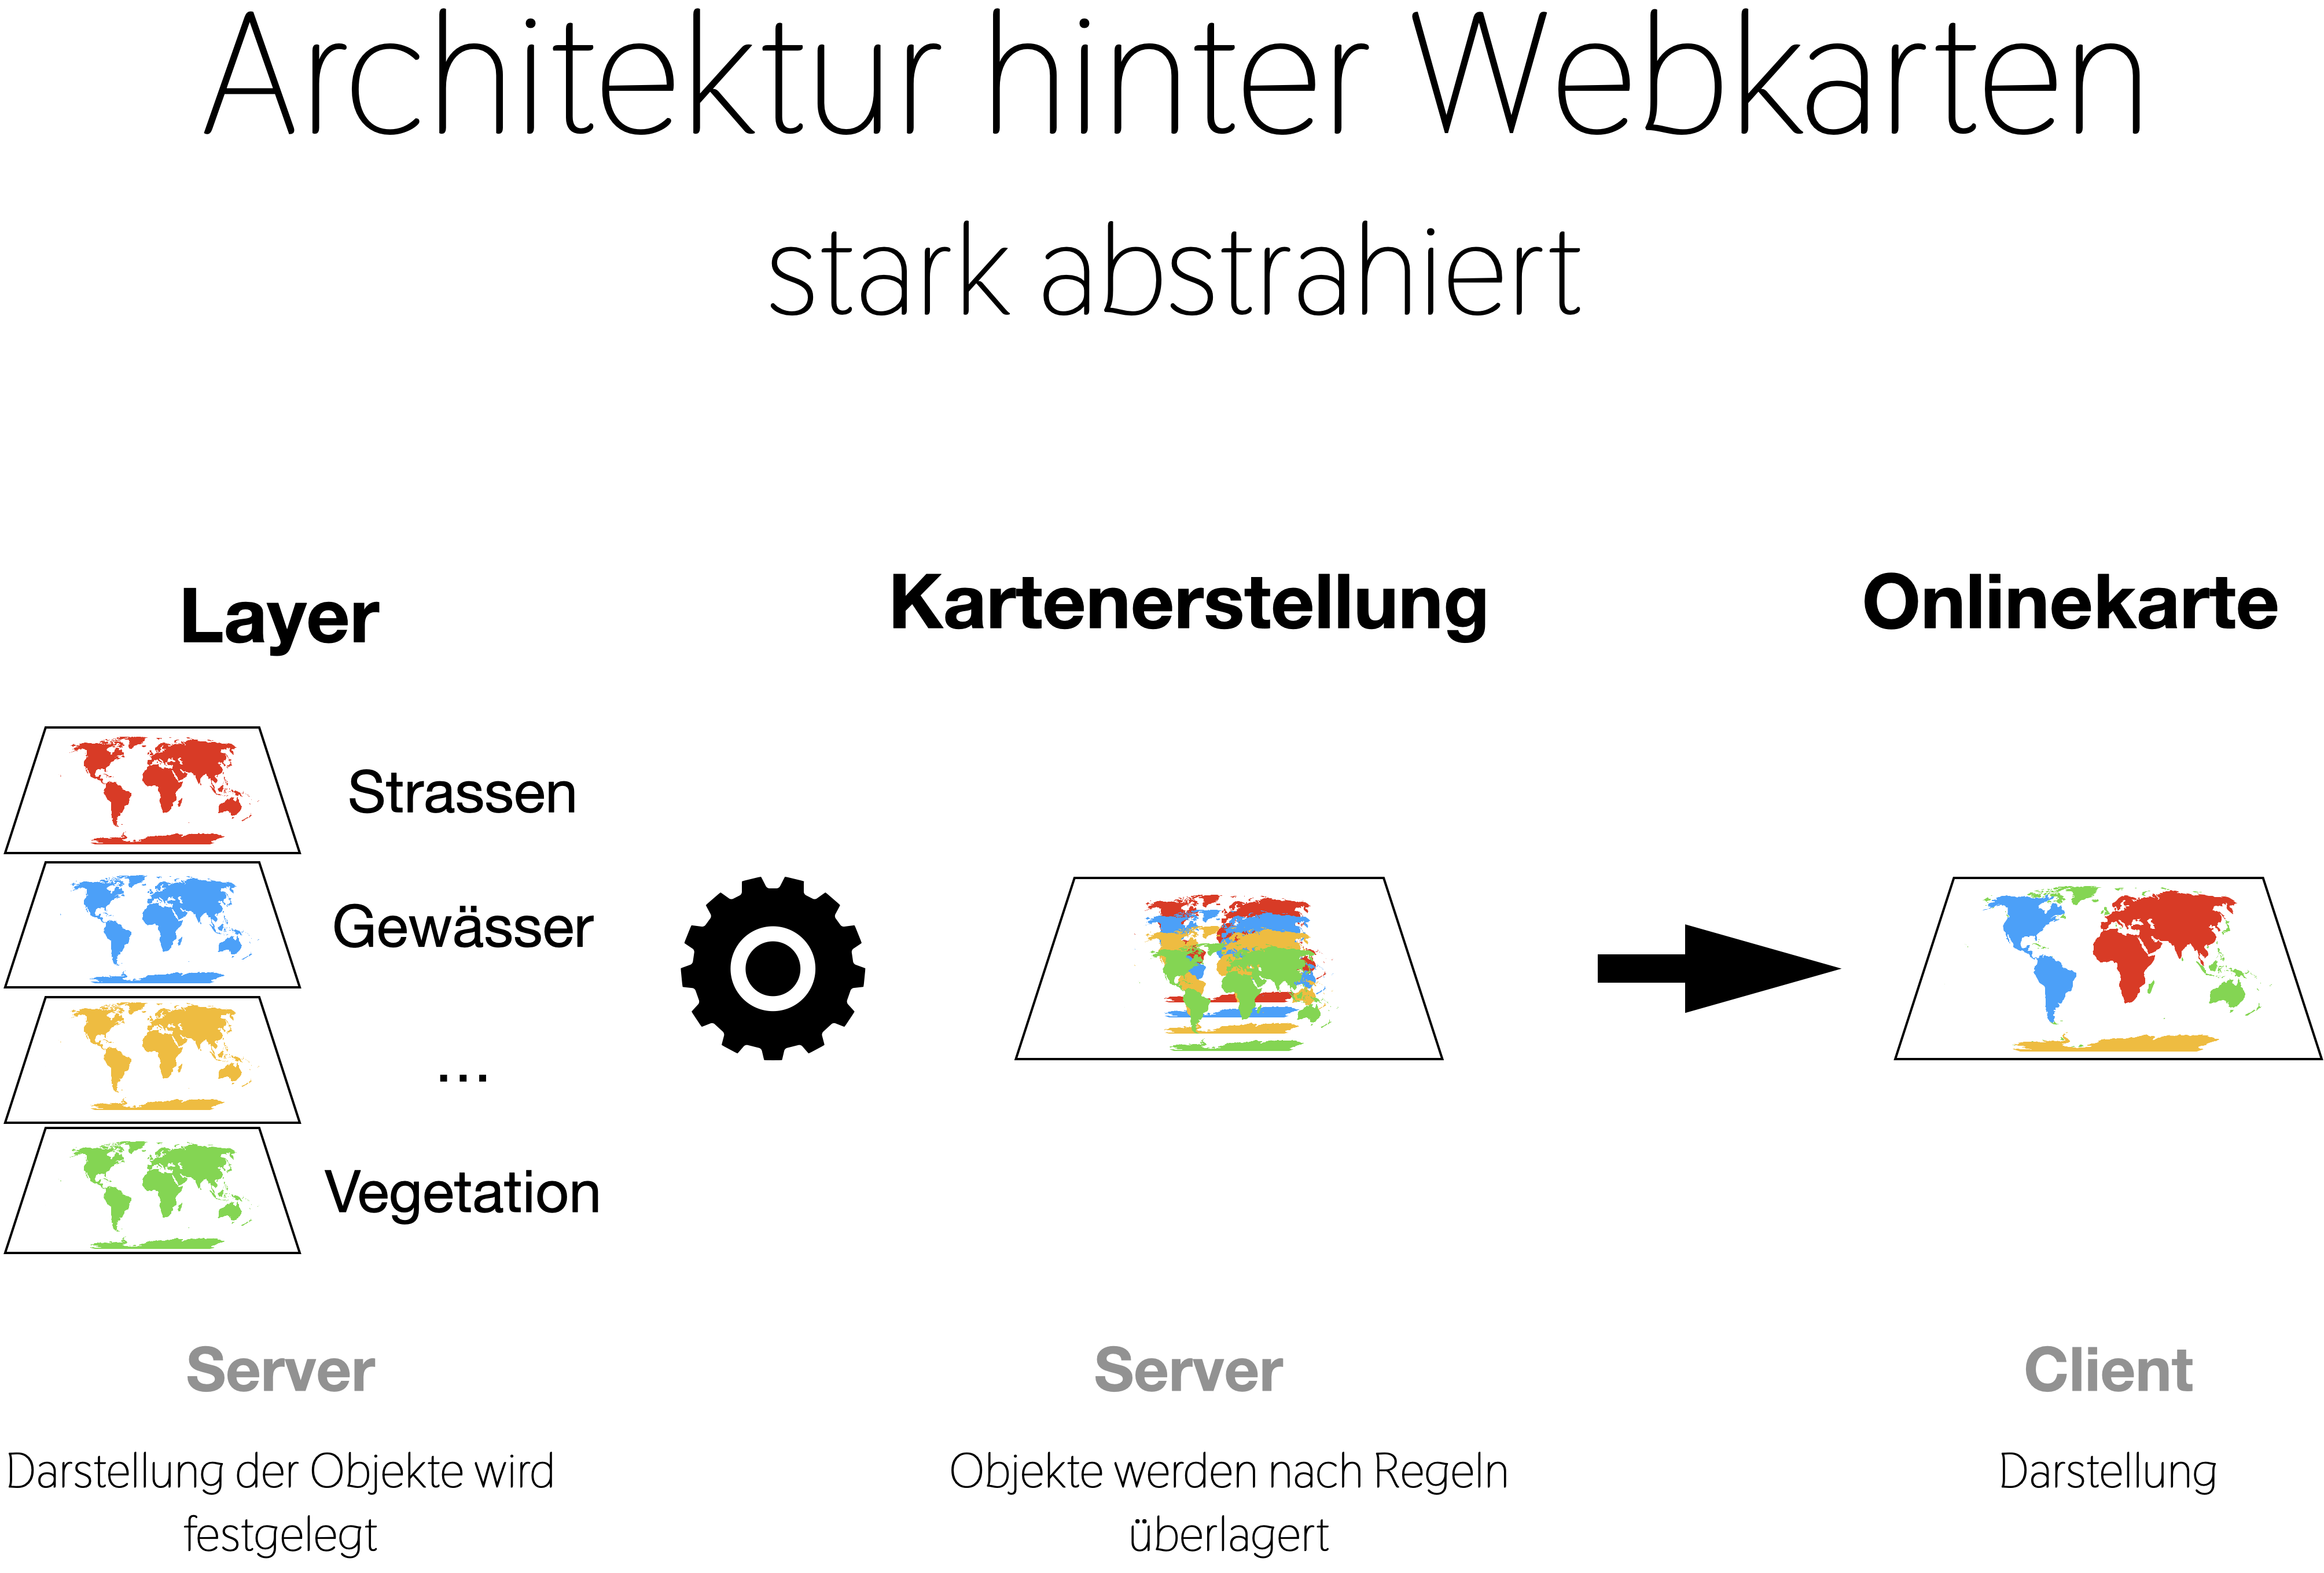 Architektur hinter Webkarten
stark abstrahiert
Layer
Kartenerstellung
Onlinekarte
Strassen
Gewässer
...
Vegetation
Server
Server
Client
Darstellung der Objekte wird
festgelegt
Objekte werden nach Regeln
überlagert
Darstellung